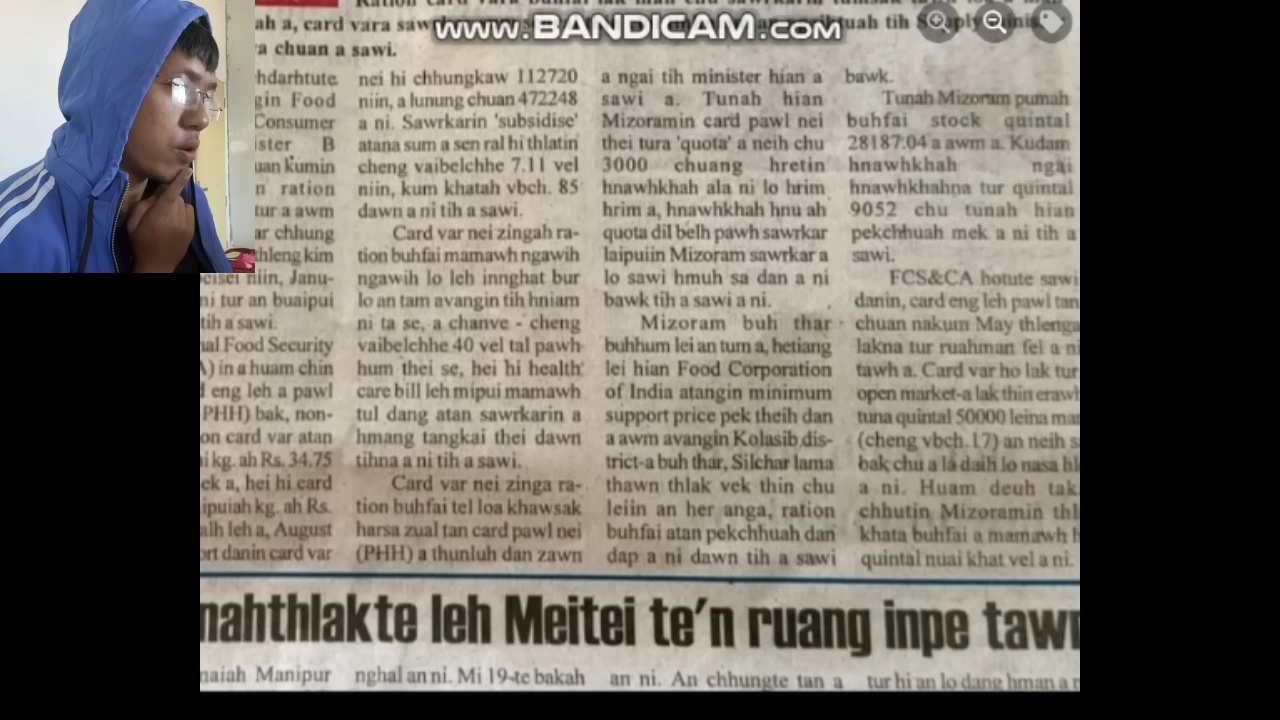 www.BANDICAM.com
ah a, card vara
a chuan a sawi.
hdarhtute
gin Food
Consumer
ister B
uan kumin
n ration
tur a awm
ar chhung
hleng kim
niin, Janu-
ni tur an buaipui
tih a sawi.
al Food Security
A) in a huam chin
d eng leh a pawl
PHH) bak, non-
on card var atan
i kg. ah Rs. 34.75
ek a, hei hi card
ipuiah kg. ah Rs.
alh leh a, August
ort danin card var
nei hi chhungkaw 112720
niin, a lunung chuan 472248
a ni. Sawrkarin 'subsidise'
atana sum a sen ral hi thlatin
cheng vaibelchhe 7.11 vel
niin, kum khatah vbch. 85
dawn a ni tih a sawi.
Card var nei zingah ra-
tion buhfai mamawh ngawih
ngawih lo leh innghat bur
lo an tam avangin tih hniam
ni ta se, a chanve - cheng
vaibelchhe 40 vel tal pawh
hum thei se, hei hi health
care bill leh mipui mamawh
tul dang atan sawrkarin a
hmang tangkai thei dawn
tihna a ni tih a sawi.
Card var nei zinga ra-
tion buhfai tel loa khawsak
harsa zual tan card pawl nei
(PHH) a thunluh dan zawn
a ngai tih minister hian a
sawi a. Tunah hian
Mizoramin card pawl nei
thei tura 'quota' a neih chu
3000 chuang hretin
hnawhkhah ala ni lo hrim
hrim a, hnawhkhah hnu ah
quota dil belh pawh sawrkar
laipuiin Mizoram sawrkar a
lo sawi hmuh sa dan a ni
bawk tih a sawi a ni.
Mizoram buh thar
buhhum lei an tum a, hetiang
lei hian Food Corporation
of India atangin minimum
support price pek theih dan
a awm avangin Kolasib dis-
trict-a buh thar, Silchar lama
thawn thlak vek thin chu
leiin an her anga, ration
buhfai atan pekchhuah dan
dap a ni dawn tih a sawi
bawk.
Tunah Mizoram pumah
buhfai stock quintal
28187.04 a awm a. Kudam
hnawhkhah ngai
hnawhkhahna tur quintal
9052 chu tunah hian
pekchhuah mek a ni tih a
sawi.
FCS&CA hotute sawi
danin, card eng leh pawl tan
chuan nakum May thlenga
lakna tur ruahman fel a ni
tawh a. Card var ho lak tur
open market-a lak thin erawh
tuna quintal 50000 leina
(cheng vbch.17) an neih
bak chu a la daih lo nasa
a ni. Huam deuh
chhutin Mizoramin
khata buhfai a mamawh
quintal nuai khat vel a ni.
nahthlakte leh Meitei te'n ruang inpe tawn
naiah Manipur
nghal an ni. Mi 19-te bakah
an ni. An chhungte tan a
tur hi an lo dang hman a